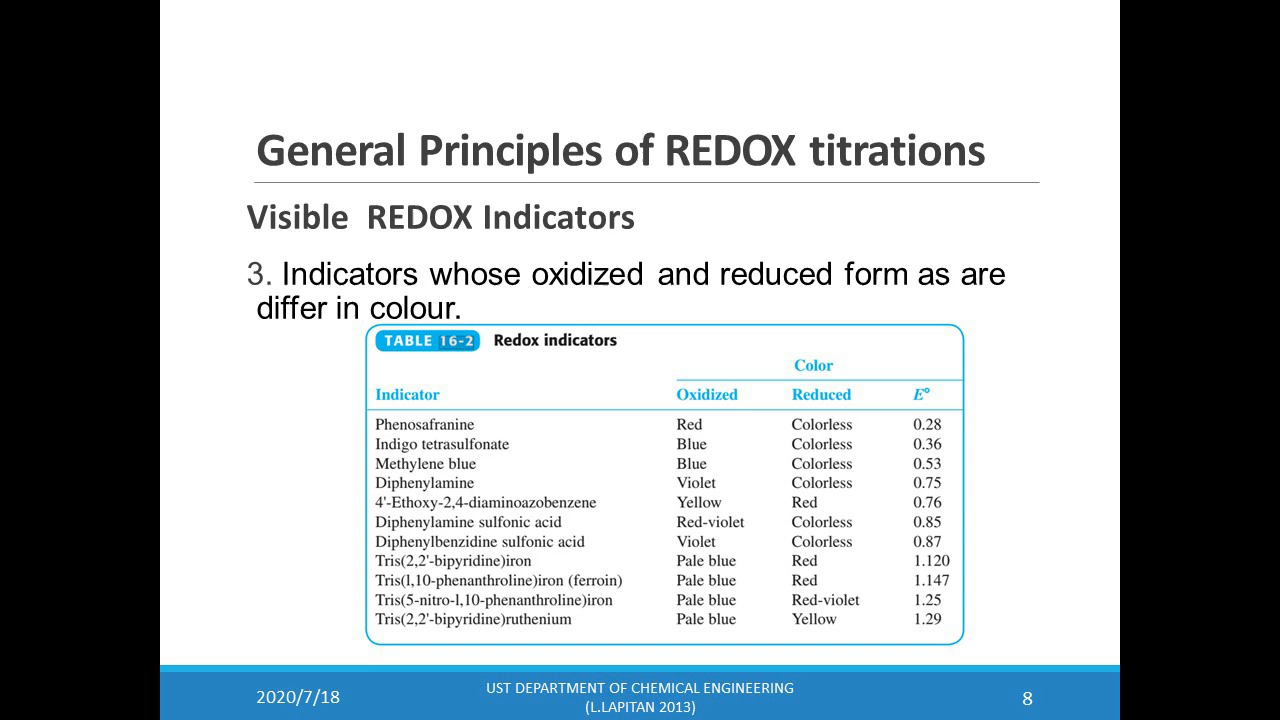 General Principles of REDOX titrations
Visible REDOX Indicators
3. Indicators whose oxidized and reduced form as are
differ in colour.
TABLE 16-2 Redox indicators
Color
Indicator Oxidized Reduced E°
Phenosafranine Red Colorless 0.28
Indigo tetrasulfonate Blue Colorless 0.36
Methylene blue Blue Colorless 0.53
Diphenylamine Violet Colorless 0.75
4'-Ethoxy-2,4-diaminoazobenzene Yellow Red 0.76
Diphenylamine sulfonic acid Red-violet Colorless 0.85
Diphenylbenzidine sulfonic acid Violet Colorless 0.87
Tris(2,2'-bipyridine)iron Pale blue Red 1.120
Tris(l,10-phenanthroline)iron (ferroin) Pale blue Red 1.147
Tris(5-nitro-l,10-phenanthroline)iron Pale blue Red-violet 1.25
Tris(2,2'-bipyridine)ruthenium Pale blue Yellow 1.29
2020/7/18
UST DEPARTMENT OF CHEMICAL ENGINEERING
(L.LAPITAN 2013)
8